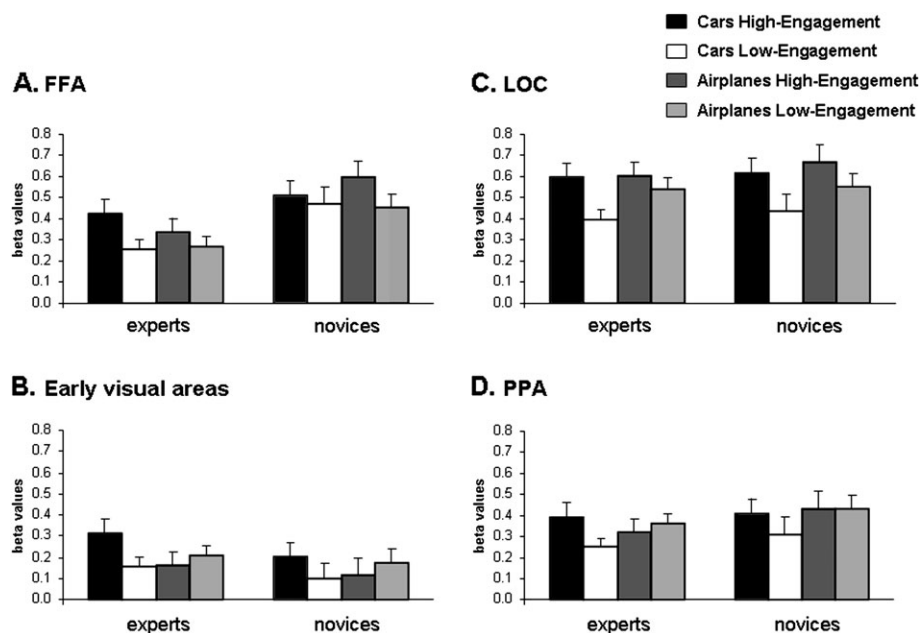 Cars High-Engagement
Cars Low-Engagement
Airplanes High-Engagement
Airplanes Low-Engagement
A. FFA
beta values
0.8
0.7
0.6
0.5
0.4
0.3
0.2
0.1
0.0
experts novices
C. LOC
beta values
0.8
0.7
0.6
0.5
0.4
0.3
0.2
0.1
0.0
experts novices
B. Early visual areas
beta values
0.8
0.7
0.6
0.5
0.4
0.3
0.2
0.1
0.0
experts novices
D. PPA
beta values
0.8
0.7
0.6
0.5
0.4
0.3
0.2
0.1
0.0
experts novices